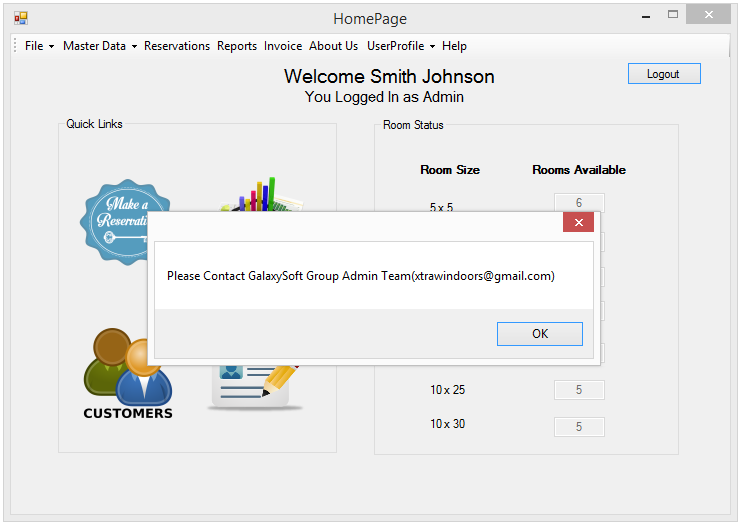 HomePage
File Master Data Reservations Reports Invoice About Us UserProfile Help
Welcome Smith Johnson
Logout
You Logged In as Admin
Quick Links
Make a
Reservation
CUSTOMERS
Room Status
Room Size Rooms Available
5 x 5 6
Please Contact GalaxySoft Group Admin Team(xtrawindoors@gmail.com)
OK
10 x 25 5
10 x 30 5